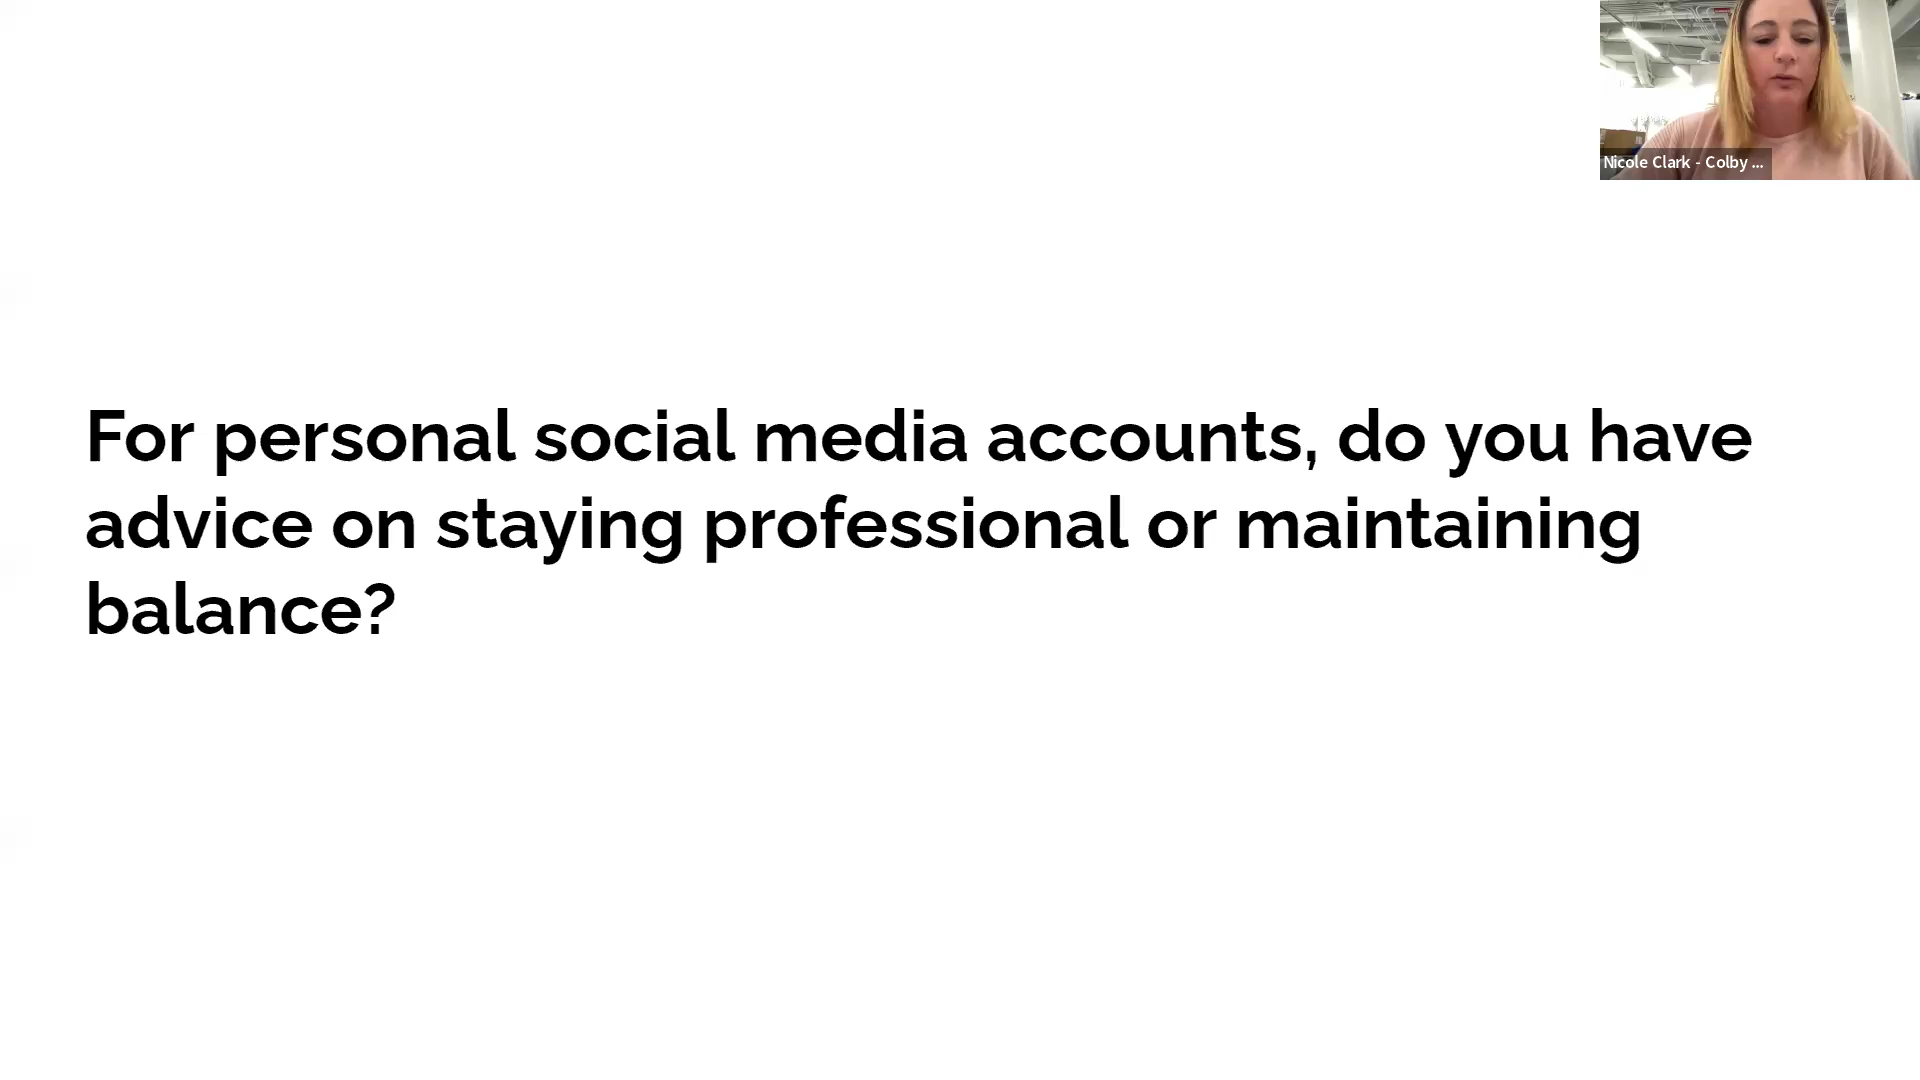 Nicole Clark - Colby ...
For personal social media accounts, do you have
advice on staying professional or maintaining
balance?